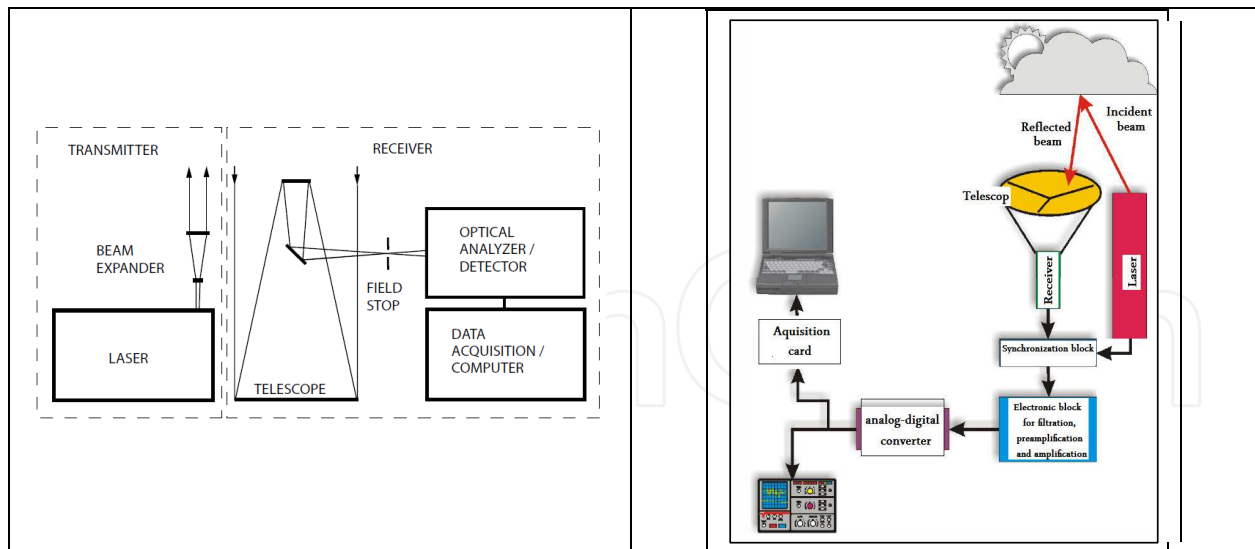 TRANSMITTER
RECEIVER
BEAM
EXPANDER
LASER
TELESCOPE
FIELD
STOP
OPTICAL
ANALYZER /
DETECTOR
DATA
ACQUISITION /
COMPUTER
Incident
beam
Reflected
beam
Telescop
Laser
Receiver
Synchronization block
Aquisition
card
analog-digital
converter
Electronic block
for filtration,
preamplification
and amplification